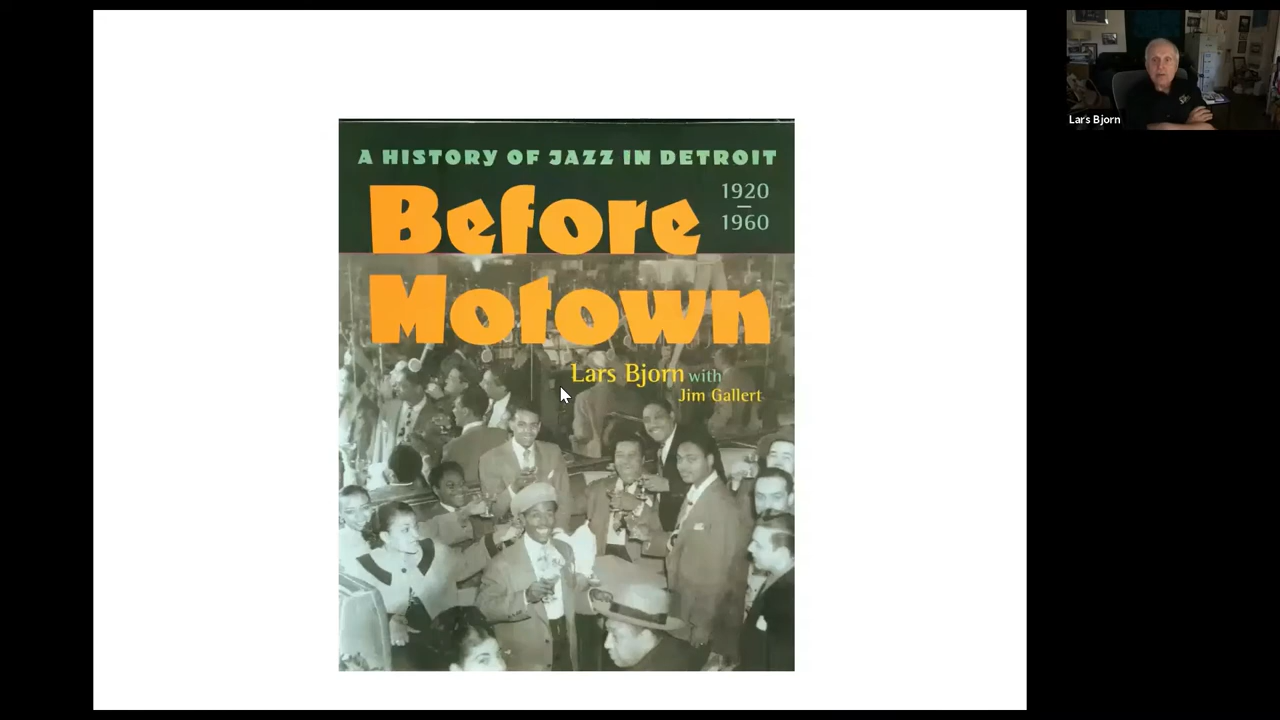 A HISTORY OF JAZZ IN DETROIT
1920
—
1960
Before
Motown
Lars Bjorn with
Jim Gallert
Lars Bjorn